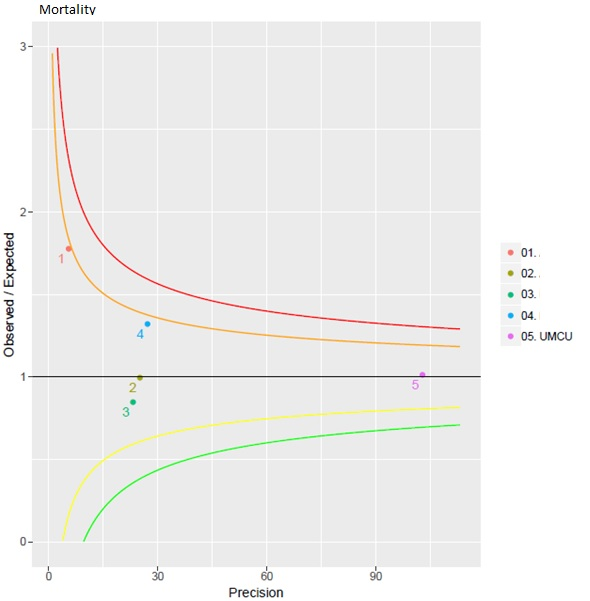 Mortality
3
2
1
0
Observed / Expected
1
4
2
3
5
0 30 60 90
Precision
01.
02.
03.
04.
05. UMCU